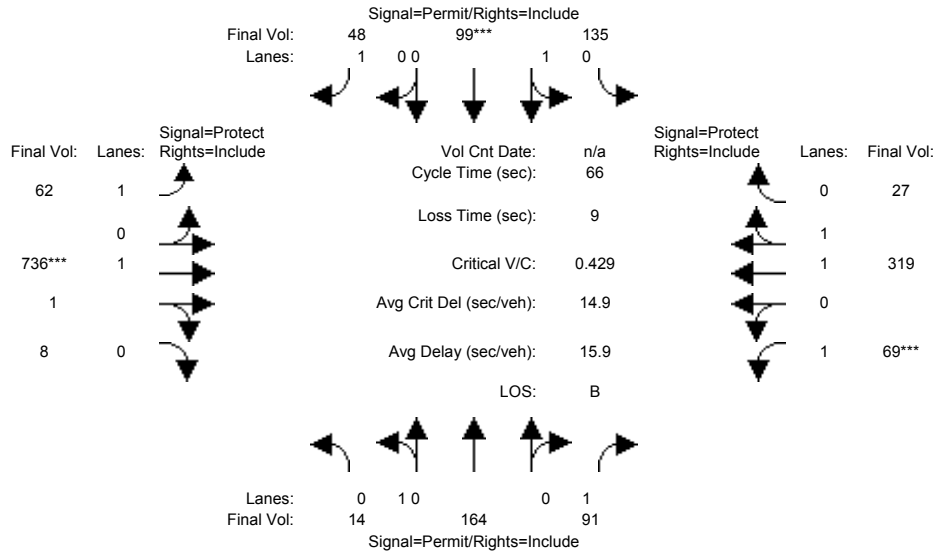 Signal=Permit/Rights=Include
Final Vol: 48 99*** 135
Lanes: 1 0 0 1 0
Signal=Protect Signal=Protect
Final Vol: Lanes: Rights=Include Vol Cnt Date: n/a Rights=Include Lanes: Final Vol:
Cycle Time (sec): 66
62 1 0 27
Loss Time (sec): 9
0 1
736*** 1 Critical V/C: 0.429 1 319
1 Avg Crit Del (sec/veh): 14.9 0
8 0 Avg Delay (sec/veh): 15.9 1 69***
LOS: B
Lanes: 0 1 0 0 1
Final Vol: 14 164 91
Signal=Permit/Rights=Include